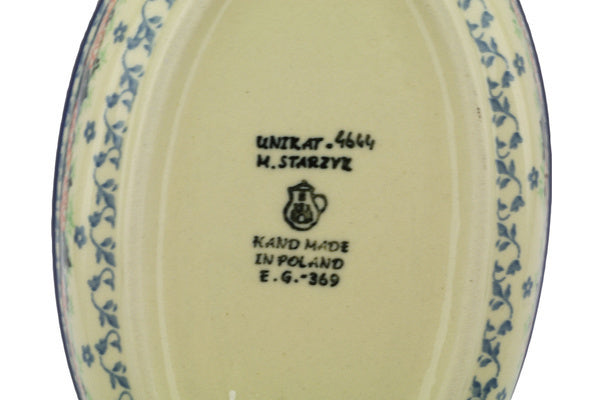 UNIKAT.4644
M. STARZYK
HAND MADE
IN POLAND
E.G.-369